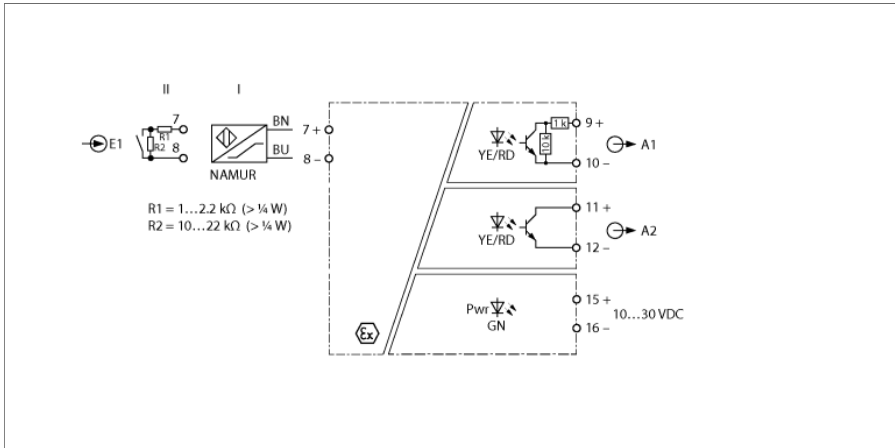 II
I
E1
7
8
R1
R2
NAMUR
BN
BU
7 +
8 –
R1 = 1…2.2 kΩ (> ¼ W)
R2 = 10…22 kΩ (> ¼ W)
εx
1 k
10 k
YE/RD
9 +
10 –
A1
YE/RD
11 +
12 –
A2
Pwr
GN
15 +
16 –
10…30 VDC